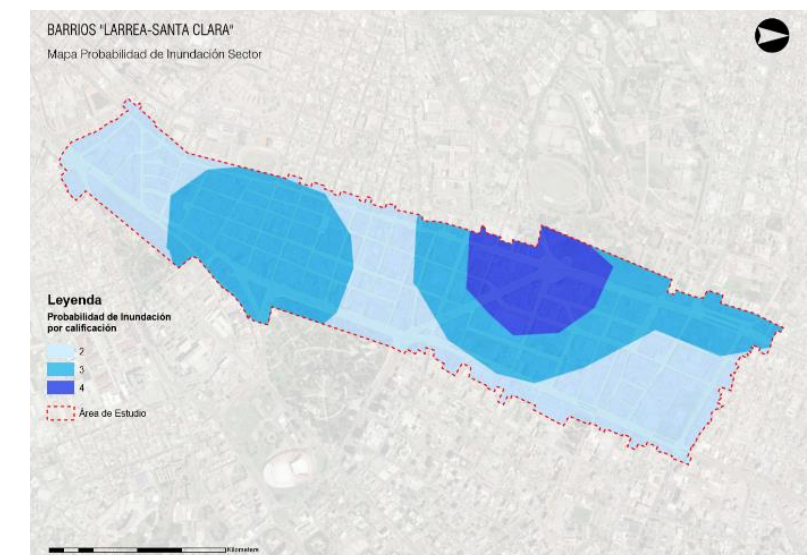 BARRIOS "LARREA-SANTA CLARA"
Mapa Probabilidad de Inundación Sector
Leyenda
Probabilidad de Inundación
por calificación
2
3
4
Área de Estudio
Kilometers